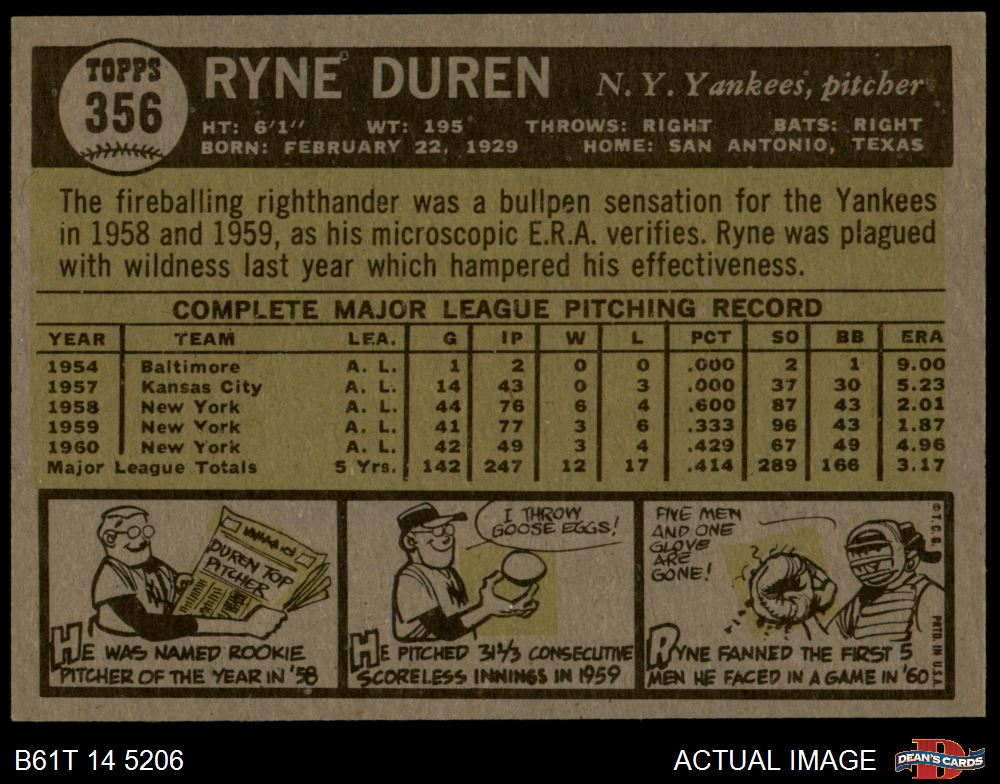 TOPPS
356
RYNE DUREN N. Y. Yankees, pitcher
HT: 6'1" WT: 195 THROWS: RIGHT BATS: RIGHT
BORN: FEBRUARY 22, 1929 HOME: SAN ANTONIO, TEXAS
The fireballing righthander was a bullpen sensation for the Yankees
in 1958 and 1959, as his microscopic E.R.A. verifies. Ryne was plagued
with wildness last year which hampered his effectiveness.
COMPLETE MAJOR LEAGUE PITCHING RECORD
YEAR TEAM LEA. G IP W L PCT SO BB ERA
1954 Baltimore A. L. 1 2 0 0 .000 2 1 9.00
1957 Kansas City A. L. 14 43 0 3 .000 37 30 5.23
1958 New York A. L. 44 76 6 4 .600 87 43 2.01
1959 New York A. L. 41 77 3 6 .333 96 43 1.87
1960 New York A. L. 42 49 3 4 .429 67 49 4.96
Major League Totals 5 Yrs. 142 247 12 17 .414 289 166 3.17
DUREN TOP
PITCHER
HE WAS NAMED ROOKIE
PITCHER OF THE YEAR IN '58
I THROW
GOOSE EGGS!
HE PITCHED 31 1/3 CONSECUTIVE
SCORELESS INNINGS IN 1959
FIVE MEN
AND ONE
GLOVE
ARE
GONE!
RYNE FANNED THE FIRST 5
MEN HE FACED IN A GAME IN '60
© T. C. G.
PRTD. IN U.S.A.
B61T 14 5206
ACTUAL IMAGE
DEAN'S CARDS